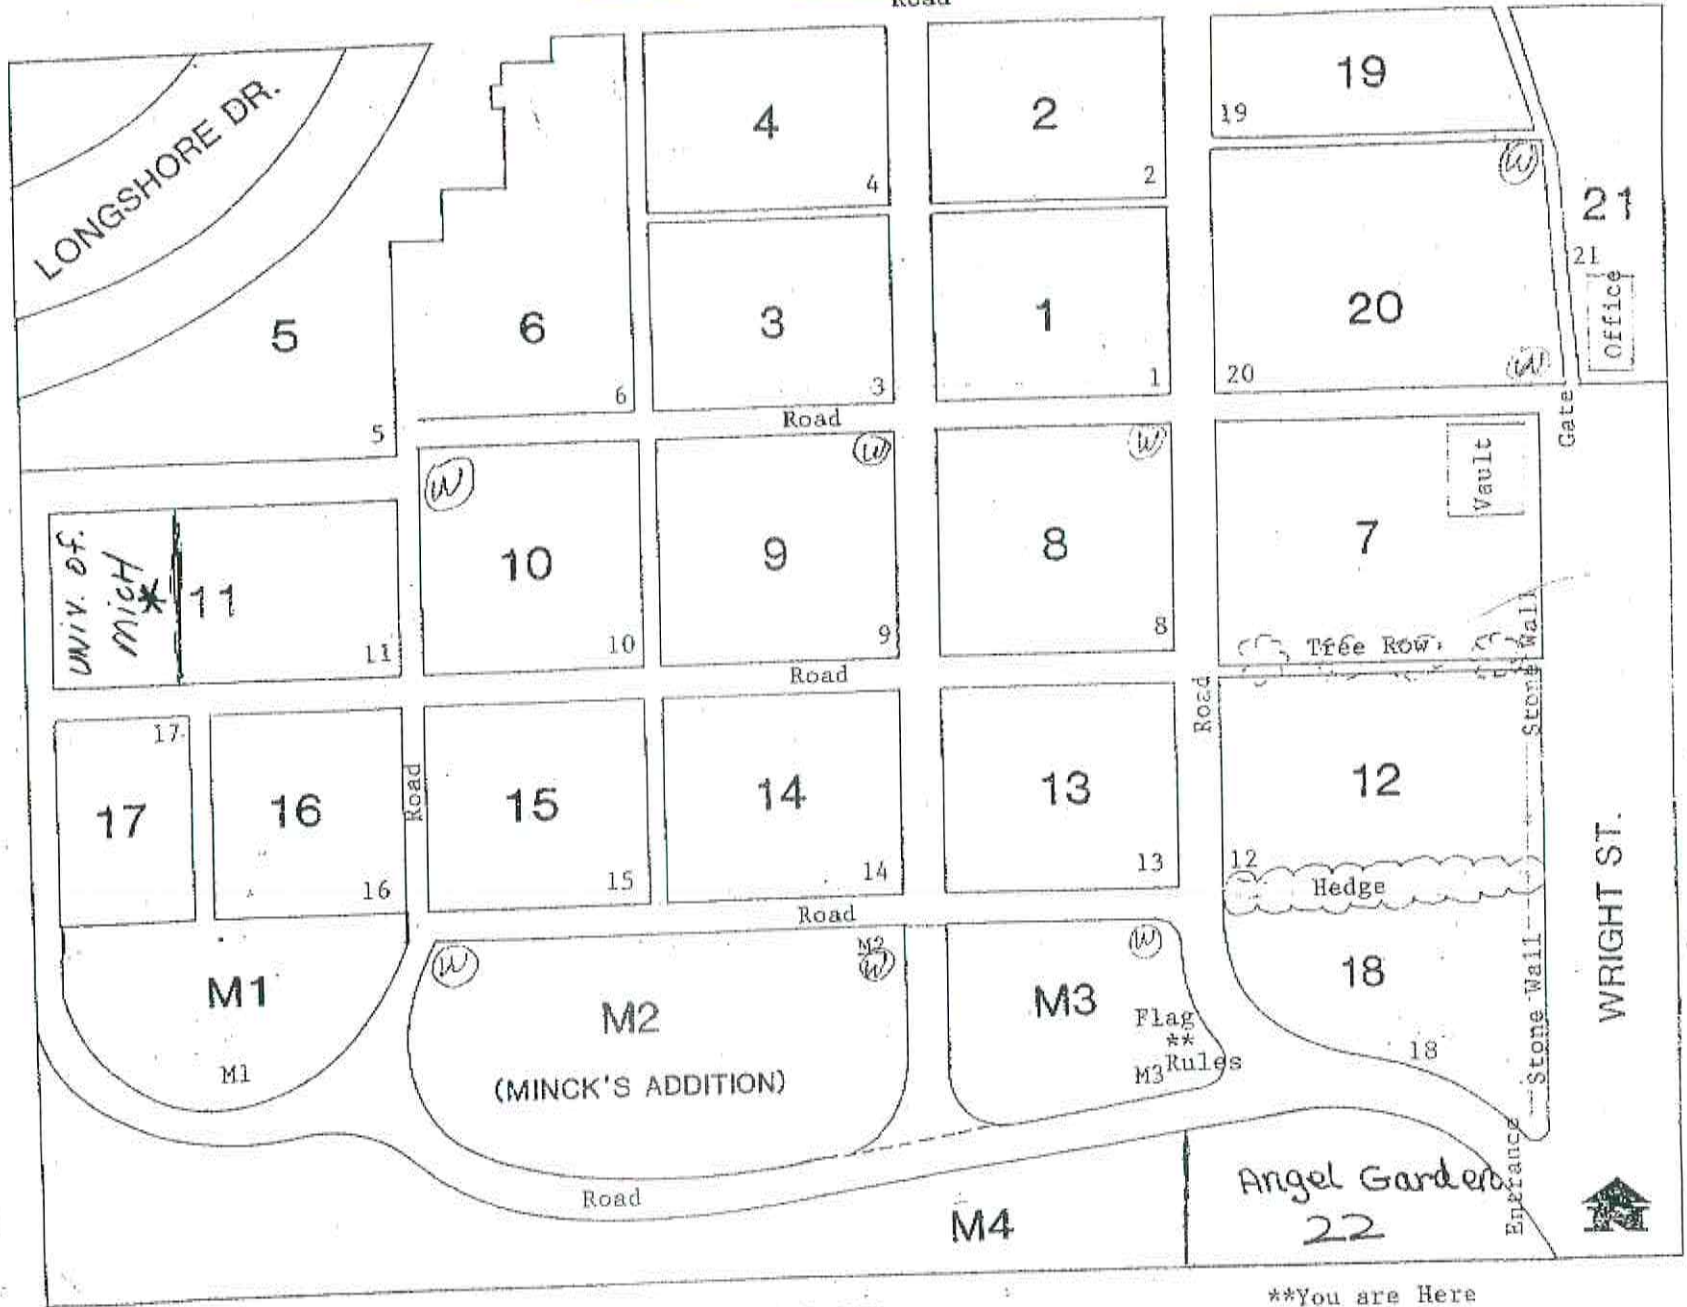 Road
LONGSHORE DR.
4
4
2
2
19
19
21
21
Office
5
5
6
6
3
3
1
1
20
20
W
W
Gate
Road
Univ. of.
Mich
*
11
11
W
10
10
W
9
9
W
8
8
7
Vault
Tree Row
Stone Wall
Road
Road
17
17
16
16
Road
15
15
14
14
13
13
12
12
Hedge
WRIGHT ST.
Road
M1
M1
W
M2
W
M2
(MINCK'S ADDITION)
W
M3
Flag
**
Rules
M3
18
18
Stone Wall
Entrance
Road
M4
Angel Garden
22
N
**You are Here